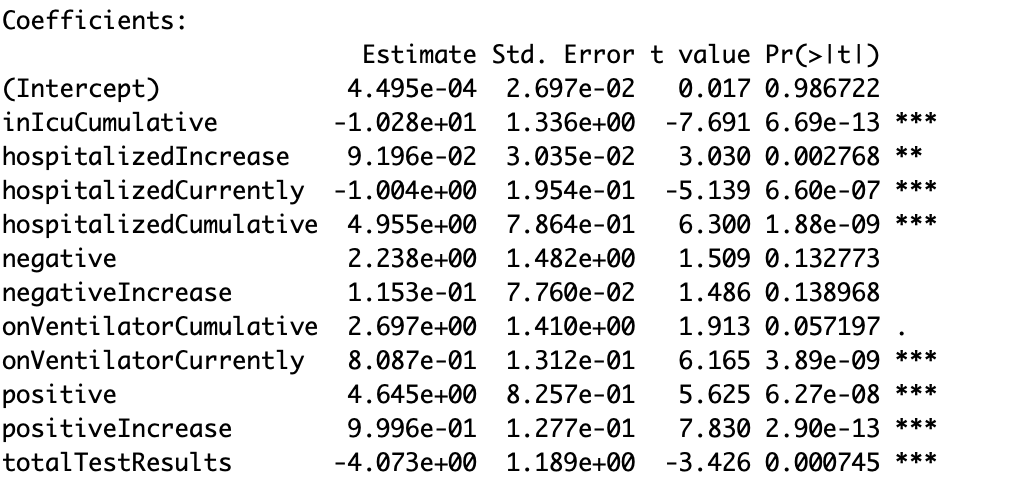 Coefficients:
                        Estimate Std. Error t value Pr(>|t|)
(Intercept)            4.495e-04  2.697e-02   0.017 0.986722
inIcuCumulative       -1.028e+01  1.336e+00  -7.691 6.69e-13 ***
hospitalizedIncrease   9.196e-02  3.035e-02   3.030 0.002768 **
hospitalizedCurrently -1.004e+00  1.954e-01  -5.139 6.60e-07 ***
hospitalizedCumulative 4.955e+00  7.864e-01   6.300 1.88e-09 ***
negative               2.238e+00  1.482e+00   1.509 0.132773
negativeIncrease       1.153e-01  7.760e-02   1.486 0.138968
onVentilatorCumulative 2.697e+00  1.410e+00   1.913 0.057197 .
onVentilatorCurrently  8.087e-01  1.312e-01   6.165 3.89e-09 ***
positive               4.645e+00  8.257e-01   5.625 6.27e-08 ***
positiveIncrease       9.996e-01  1.277e-01   7.830 2.90e-13 ***
totalTestResults      -4.073e+00  1.189e+00  -3.426 0.000745 ***